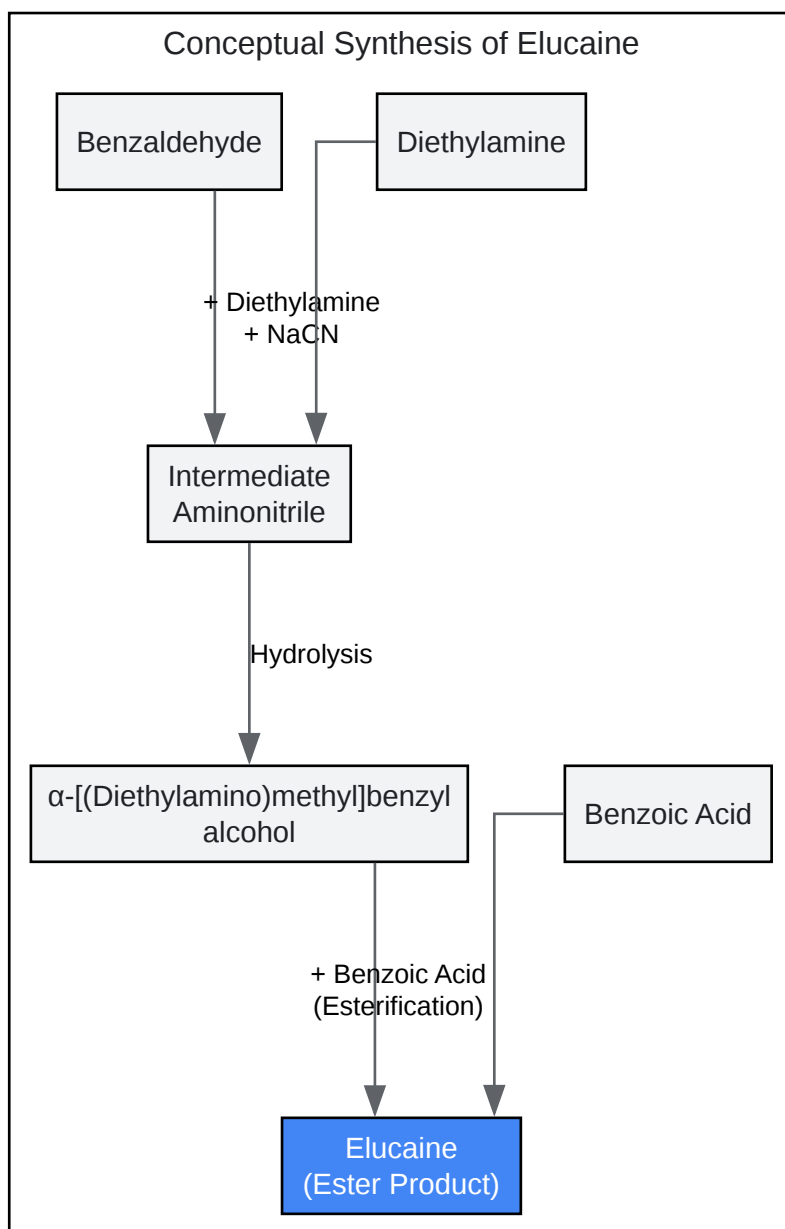 Conceptual Synthesis of Elucaine
Benzaldehyde
Diethylamine
+ Diethylamine
+ NaCN
Intermediate
Aminonitrile
Hydrolysis
α-[(Diethylamino)methyl]benzyl
alcohol
Benzoic Acid
+ Benzoic Acid
(Esterification)
Elucaine
(Ester Product)